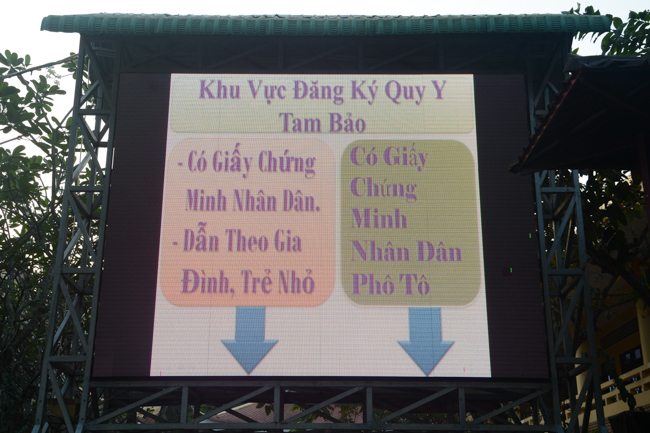 Khu Vực Đăng Ký Quy Y
Tam Bảo
- Có Giấy Chứng
Minh Nhân Dân.
- Dẫn Theo Gia
Đình, Trẻ Nhỏ
Có Giấy
Chứng
Minh
Nhân Dân
Phô Tô